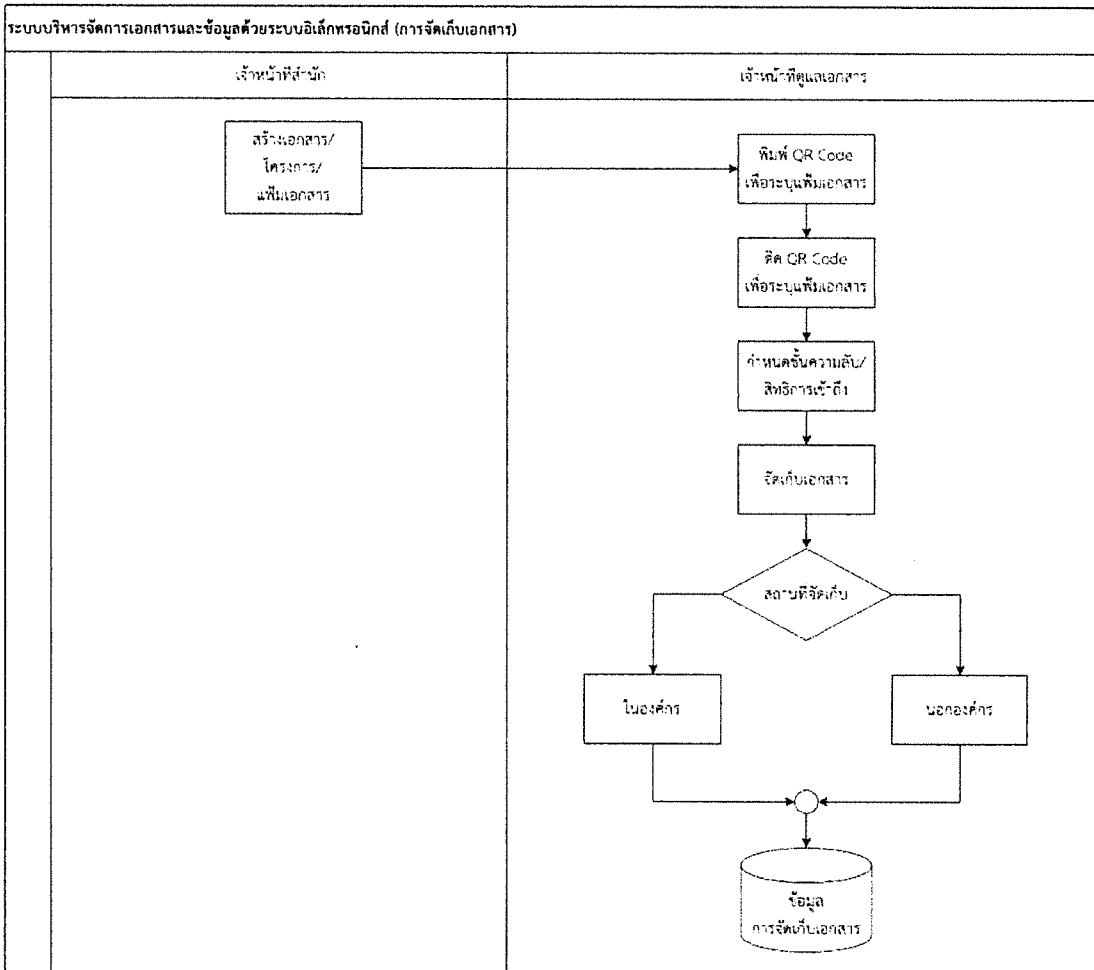 ระบบบริหารจัดการเอกสารและข้อมูลด้วยระบบอิเล็กทรอนิกส์ (การจัดเก็บเอกสาร)
เจ้าหน้าที่สำนัก
เจ้าหน้าที่ดูแลเอกสาร
สร้างเอกสาร/
โครงการ/
แฟ้มเอกสาร
พิมพ์ QR Code
เพื่อระบุแฟ้มเอกสาร
ติด QR Code
เพื่อระบุแฟ้มเอกสาร
กำหนดชั้นความลับ/
สิทธิการเข้าถึง
จัดเก็บเอกสาร
สถานที่จัดเก็บ
ในองค์กร
นอกองค์กร
ข้อมูล
การจัดเก็บเอกสาร